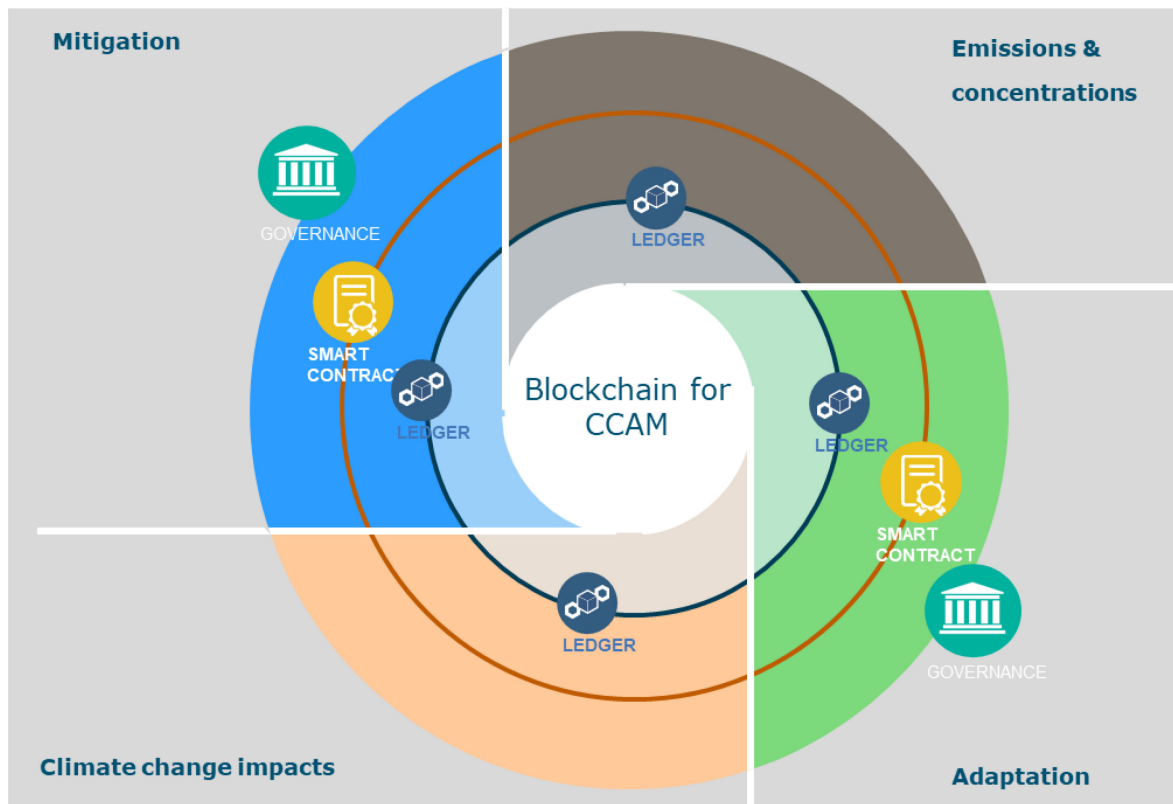 Mitigation
Emissions &
concentrations
GOVERNANCE
LEDGER
SMART
CONTRACT
LEDGER
Blockchain for
CCAM
LEDGER
SMART
CONTRACT
LEDGER
GOVERNANCE
Climate change impacts
Adaptation